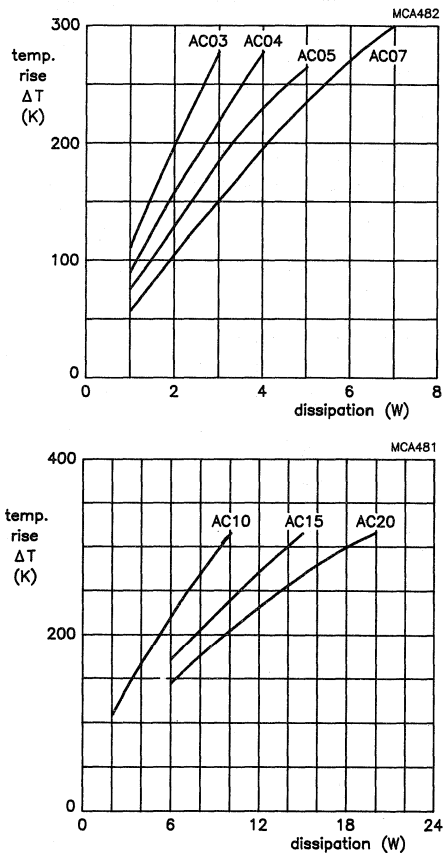 MCA482
300
AC03 AC04
temp.
rise
AC05 AC07
ΔT
(K)
200
100
0
0 2 4 6 8
dissipation (W)
MCA481
400
temp.
AC10 AC15 AC20
rise
ΔT
(K)
200
0
0 6 12 18 24
dissipation (W)